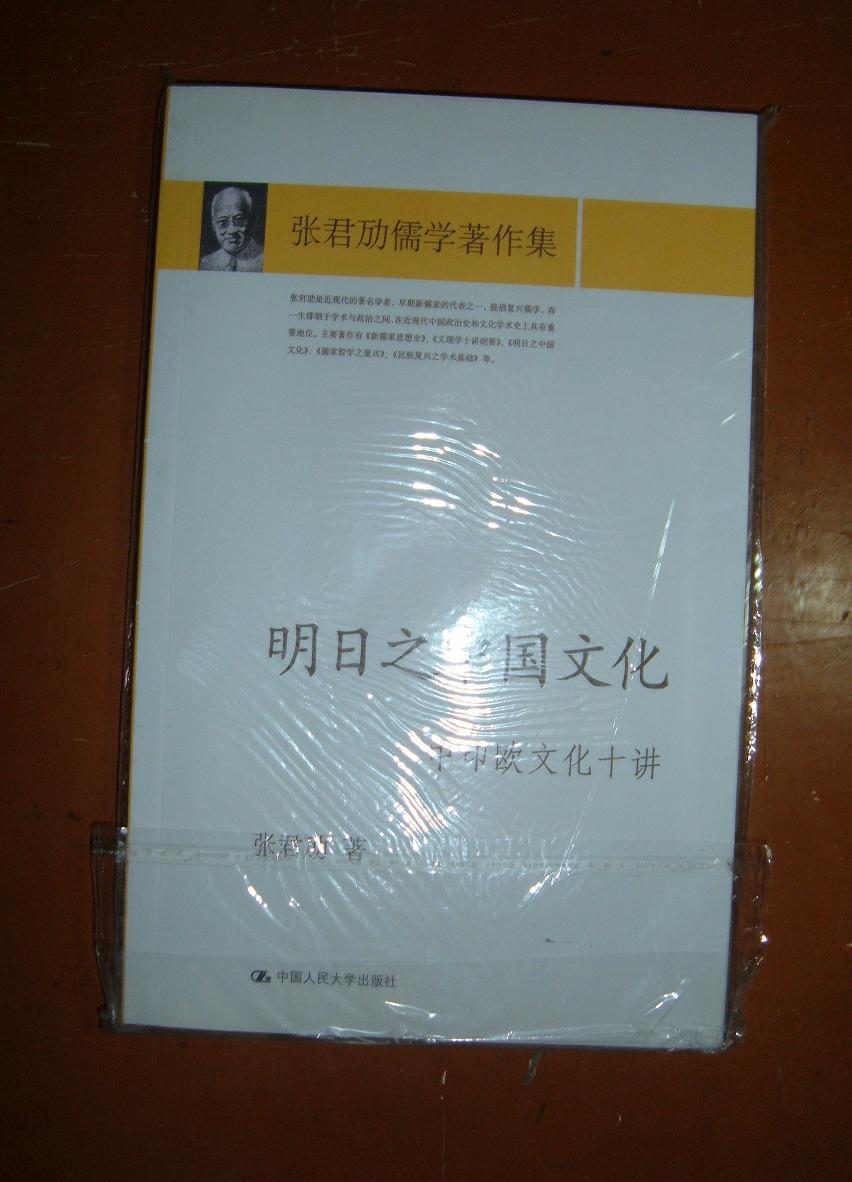 张君劢儒学著作集
张君劢是近现代的著名学者，早期新儒家的代表之一，提倡复兴儒学，而
一生徘徊于学术与政治之间，在近现代中国政治史和文化学术史上具有重
要地位。主要著作有《新儒家思想史》、《义理学十讲纲要》、《明日之中国
文化》、《儒家哲学之复兴》、《民族复兴之学术基础》等。
明日之中国文化
中印欧文化十讲
张君劢 著
中国人民大学出版社